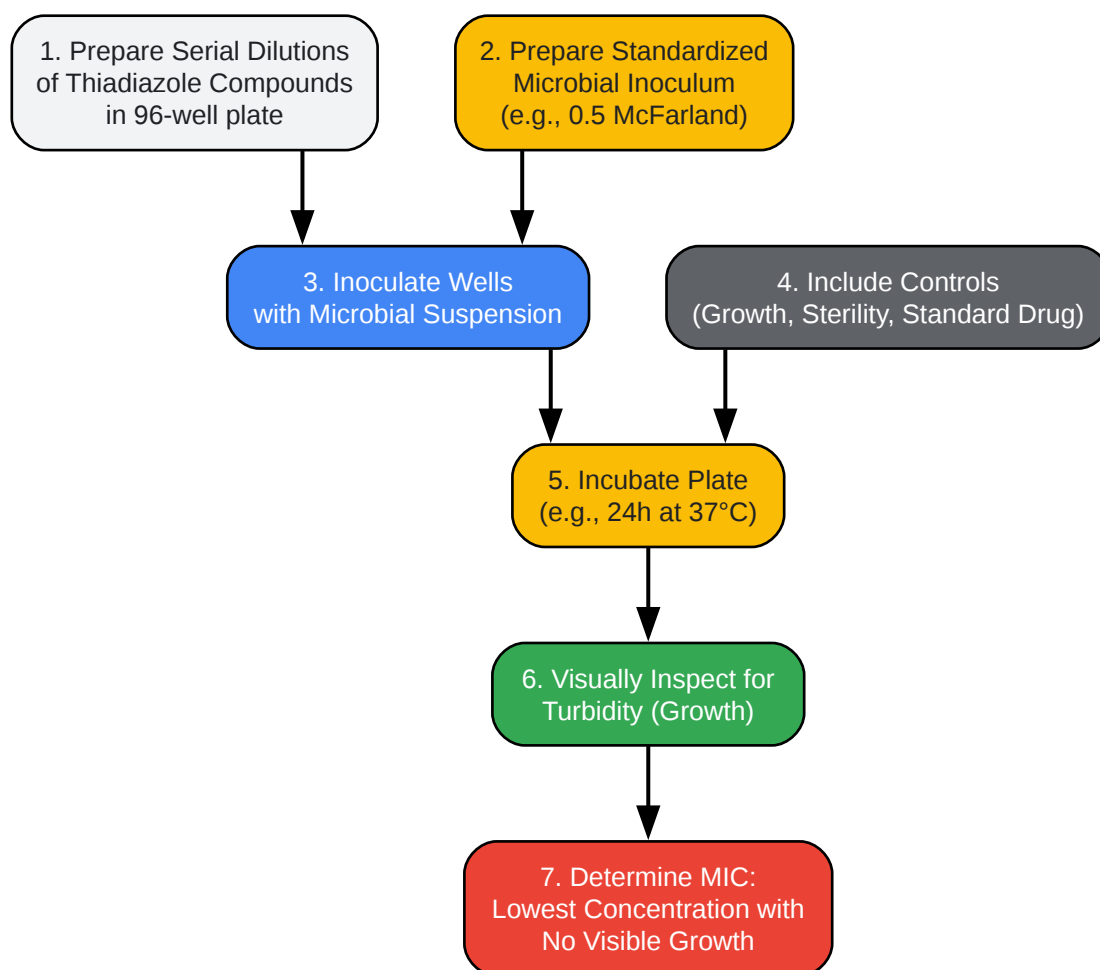 1. Prepare Serial Dilutions
of Thiadiazole Compounds
in 96-well plate
2. Prepare Standardized
Microbial Inoculum
(e.g., 0.5 McFarland)
3. Inoculate Wells
with Microbial Suspension
4. Include Controls
(Growth, Sterility, Standard Drug)
5. Incubate Plate
(e.g., 24h at 37°C)
6. Visually Inspect for
Turbidity (Growth)
7. Determine MIC:
Lowest Concentration with
No Visible Growth